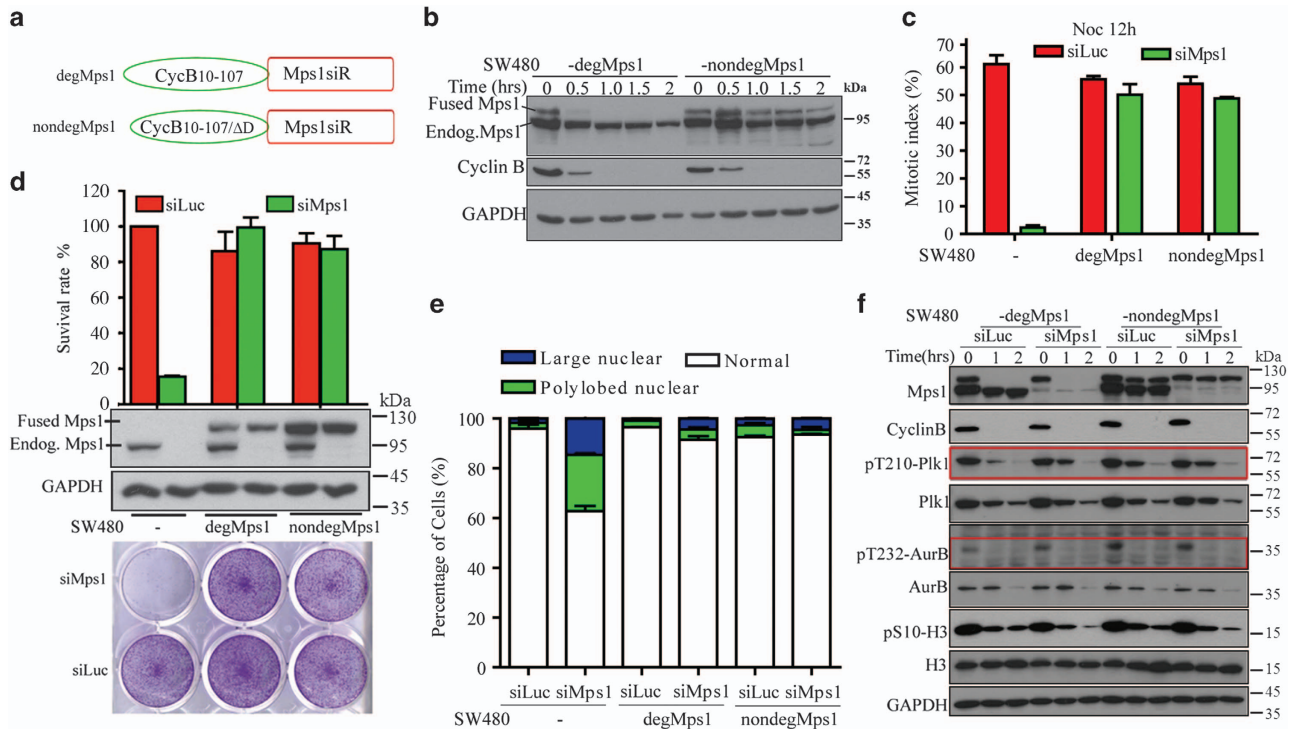 a
degMps1
CycB10-107
Mps1siR
nondegMps1
CycB10-107/ΔD
Mps1siR
b
SW480
-degMps1
-nondegMps1
Time (hrs) 0 0.5 1.0 1.5 2 0 0.5 1.0 1.5 2 kDa
Fused Mps1
Endog.Mps1
95
Cyclin B
72
55
GAPDH
45
35
c
Noc 12h
siLuc
siMps1
Mitotic index (%)
70
60
50
40
30
20
10
0
SW480 - degMps1 nondegMps1
d
siLuc
siMps1
Suvival rate %
120
100
80
60
40
20
0
kDa
Fused Mps1
130
Endog. Mps1
95
GAPDH
45
35
SW480 - degMps1 nondegMps1
siMps1
siLuc
e
Large nuclear
Normal
Polylobed nuclear
Percentage of Cells (%)
100
80
60
40
20
0
siLuc siMps1 siLuc siMps1 siLuc siMps1
SW480 - degMps1 nondegMps1
f
SW480
-degMps1
-nondegMps1
siLuc siMps1 siLuc siMps1
Time(hrs) 0 1 2 0 1 2 0 1 2 0 1 2 kDa
Mps1
130
95
CyclinB
72
55
pT210-Plk1
72
55
Plk1
72
55
pT232-AurB
35
AurB
35
pS10-H3
15
H3
15
GAPDH
45
35